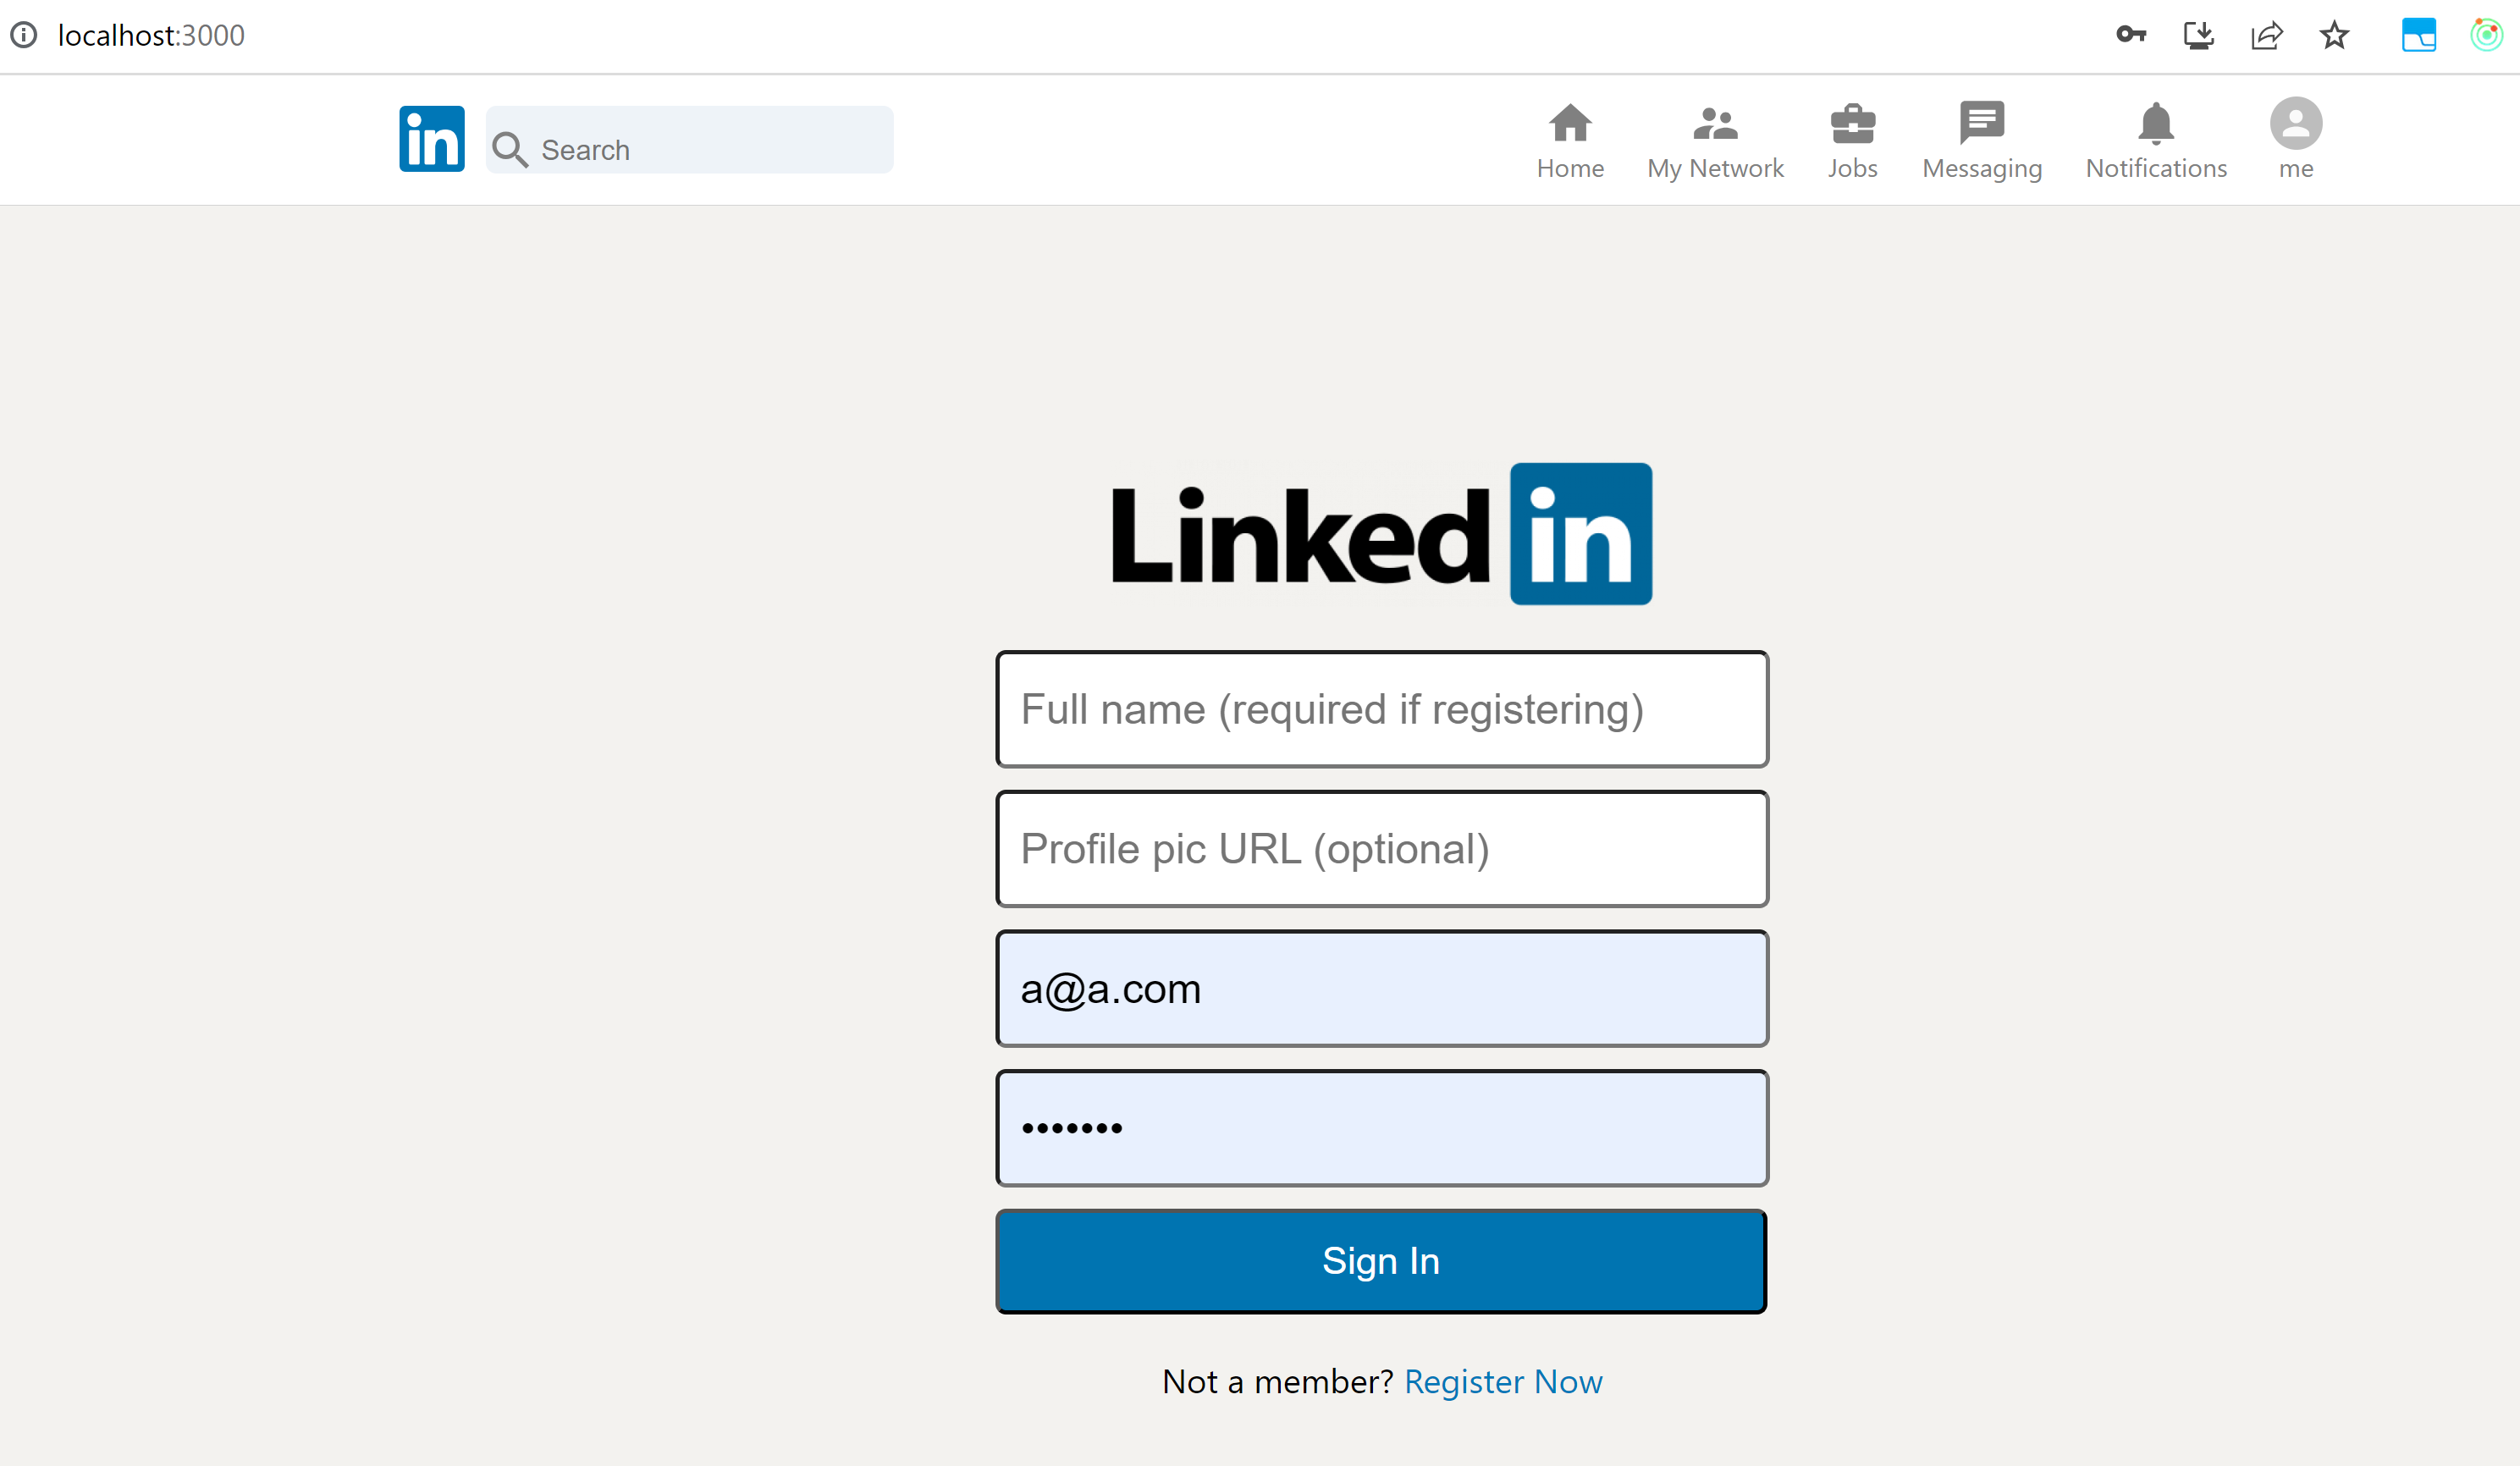 localhost:3000
in Search
Home My Network Jobs Messaging Notifications me
Linked in
Full name (required if registering)
Profile pic URL (optional)
a@a.com
•••••••
Sign In
Not a member? Register Now